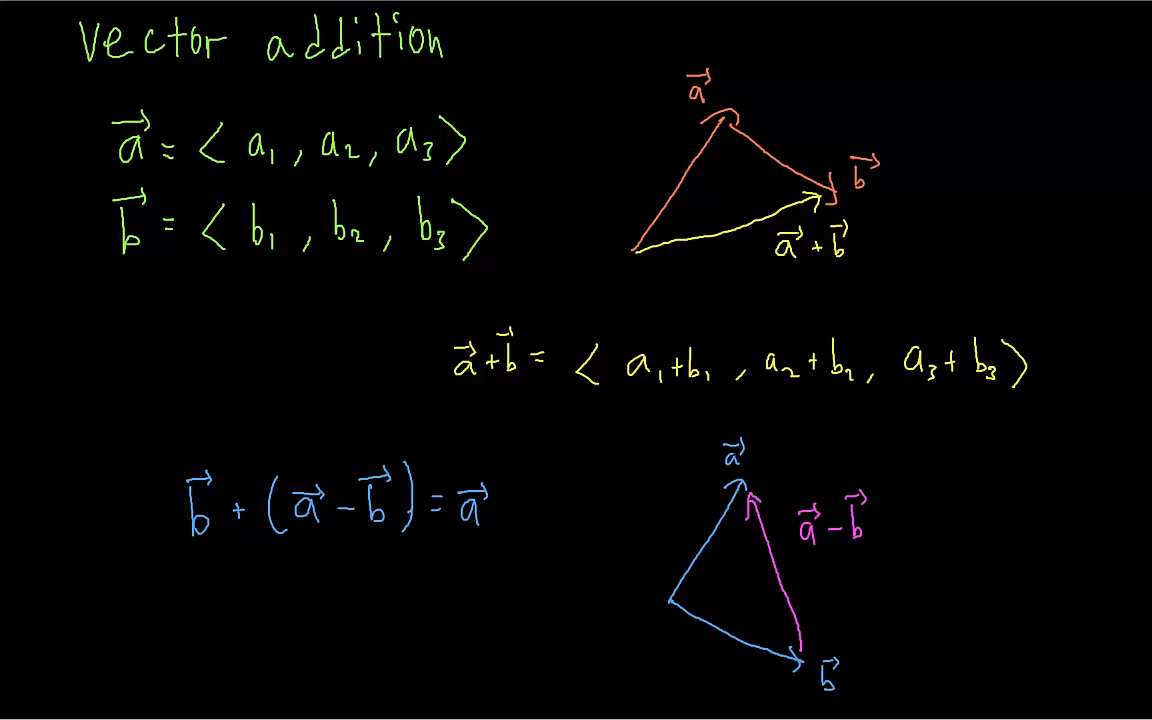 vector addition
a⃗ = ⟨ a₁ , a₂ , a₃ ⟩
b⃗ = ⟨ b₁ , b₂ , b₃ ⟩
a⃗
b⃗
a⃗ + b⃗
a⃗ + b⃗ = ⟨ a₁ + b₁ , a₂ + b₂ , a₃ + b₃ ⟩
b⃗ + ( a⃗ − b⃗ ) = a⃗
a⃗
a⃗ − b⃗
b⃗